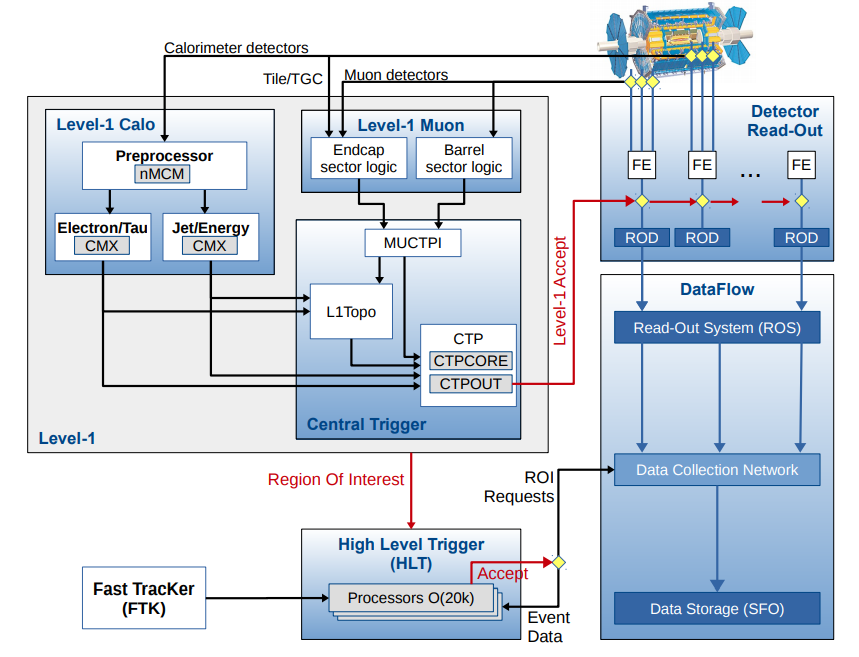 Calorimeter detectors
Tile/TGC
Muon detectors
Level-1 Calo
Preprocessor
nMCM
Electron/Tau
CMX
Jet/Energy
CMX
Level-1 Muon
Endcap
sector logic
Barrel
sector logic
MUCTPI
L1Topo
CTP
CTPCORE
CTPOUT
Central Trigger
Level-1
Level-1 Accept
Detector
Read-Out
FE
FE
...
FE
ROD
ROD
ROD
DataFlow
Read-Out System (ROS)
Data Collection Network
Data Storage (SFO)
Region Of Interest
ROI
Requests
High Level Trigger
(HLT)
Accept
Processors O(20k)
Event
Data
Fast TracKer
(FTK)